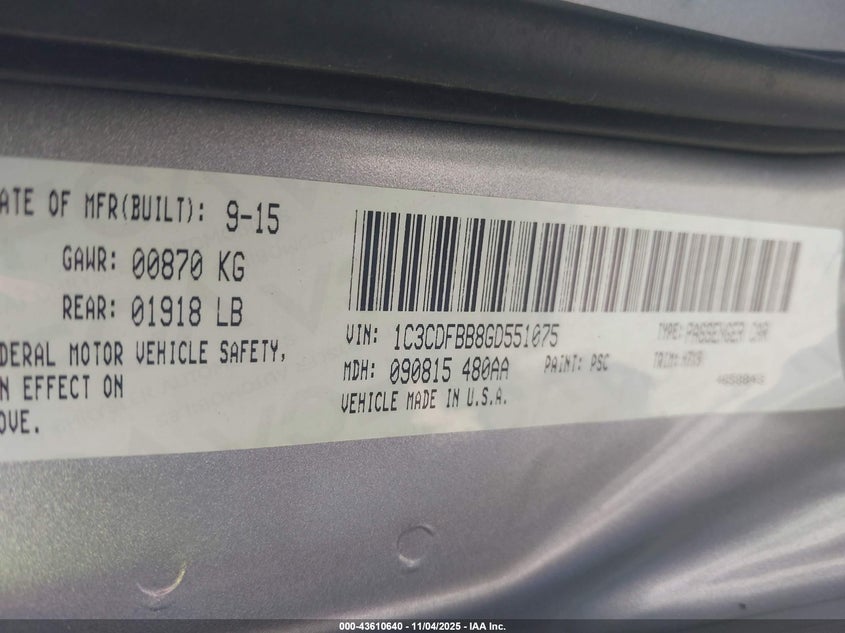 ATE OF MFR(BUILT): 9-15
GAWR: 00870 KG
REAR: 01918 LB
DERAL MOTOR VEHICLE SAFETY,
N EFFECT ON
OVE.
VIN: 1C3CDFBB8GD551075 TYPE: PASSENGER CAR
MDH: 090815 480AA PAINT: PSC TRIM:
VEHICLE MADE IN U.S.A.
000-43610640 - 11/04/2025 - IAA Inc.